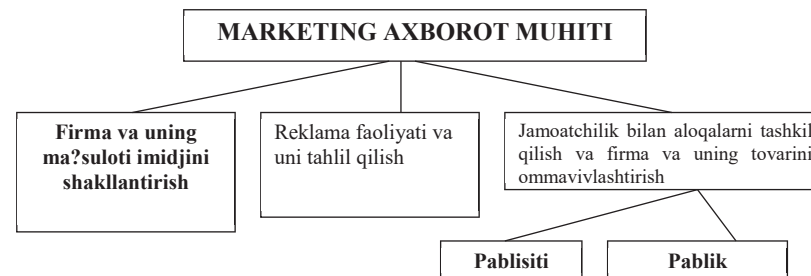 MARKETING AXBOROT MUHITI
Firma va uning
ma?suloti imidjini
shakllantirish
Reklama faoliyati va
uni tahlil qilish
Jamoatchilik bilan aloqalarni tashkil
qilish va firma va uning tovarini
ommavivlashtirish
Pablisiti
Pablik